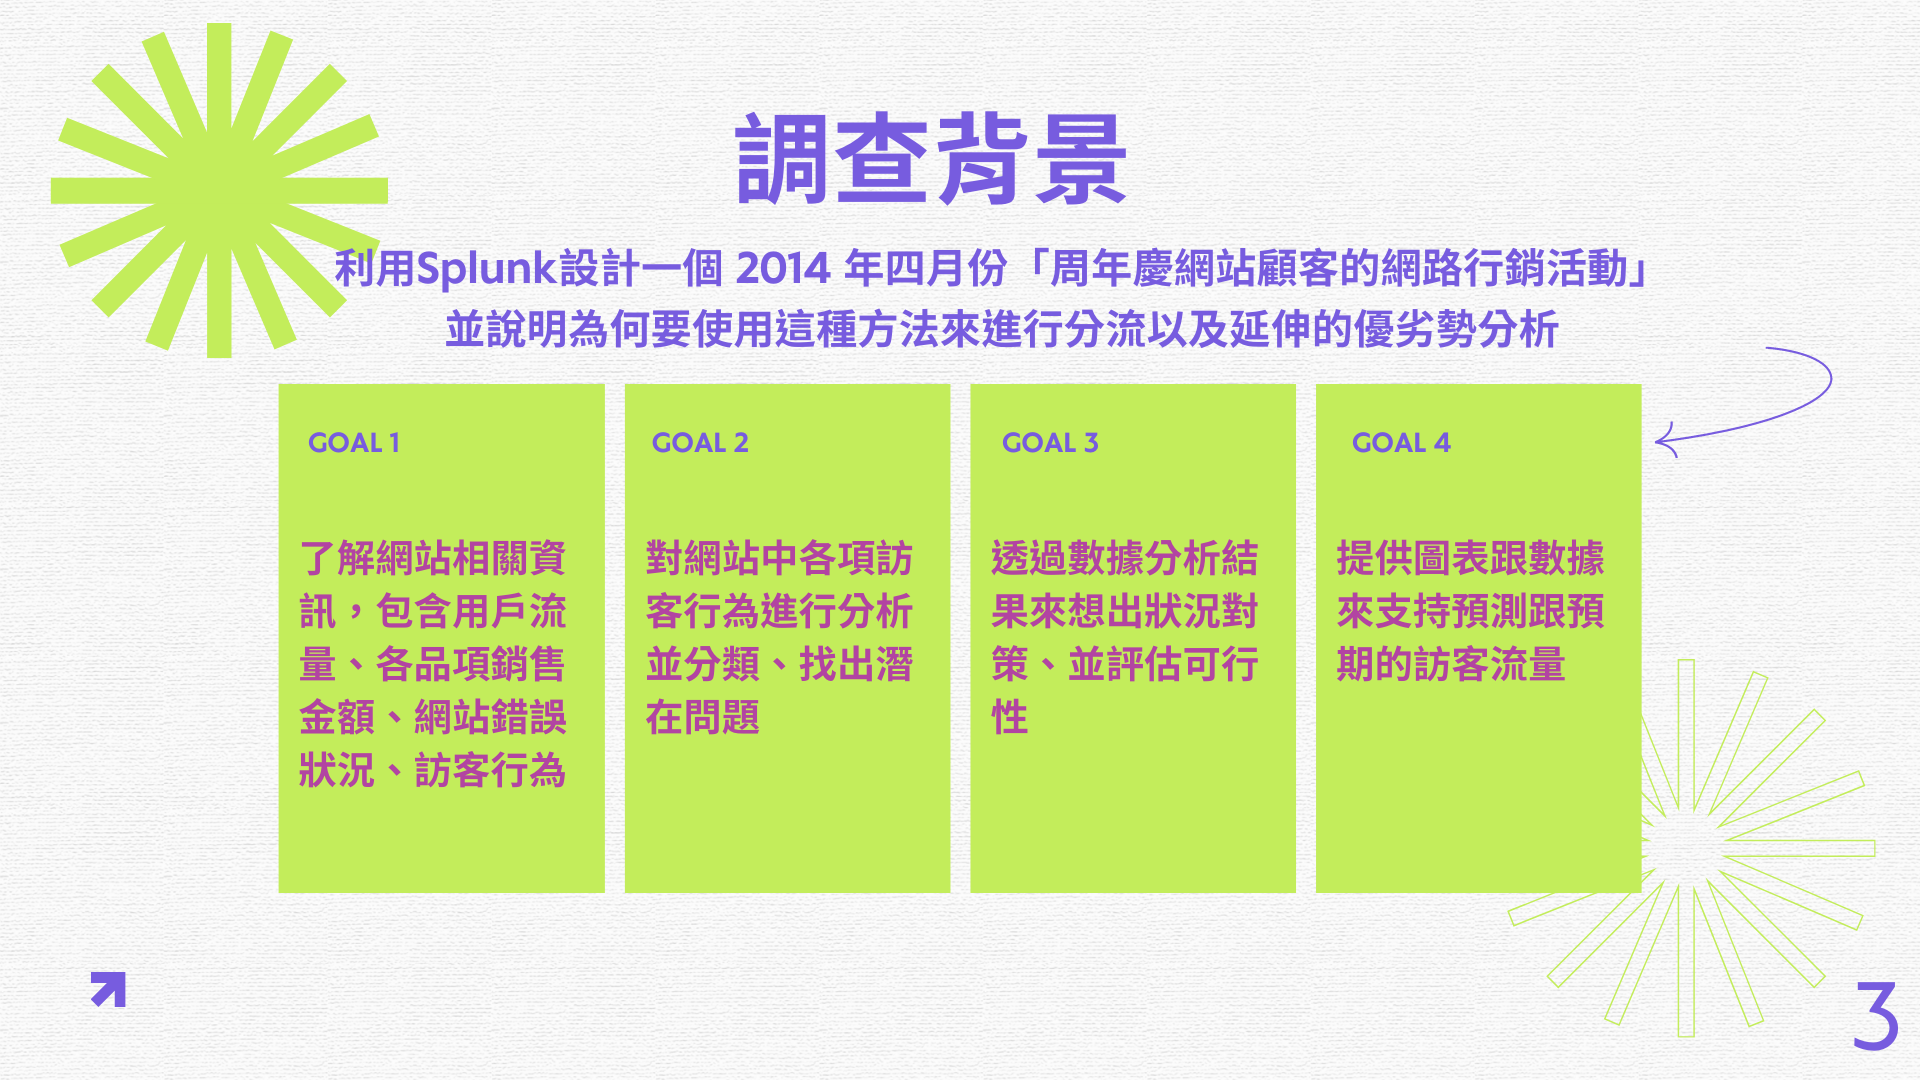 調查背景
利用Splunk設計一個 2014 年四月份「周年慶網站顧客的網路行銷活動」
並說明為何要使用這種方法來進行分流以及延伸的優劣勢分析
GOAL 1
了解網站相關資
訊，包含用戶流
量、各品項銷售
金額、網站錯誤
狀況、訪客行為
GOAL 2
對網站中各項訪
客行為進行分析
並分類、找出潛
在問題
GOAL 3
透過數據分析結
果來想出狀況對
策、並評估可行
性
GOAL 4
提供圖表跟數據
來支持預測跟預
期的訪客流量
3